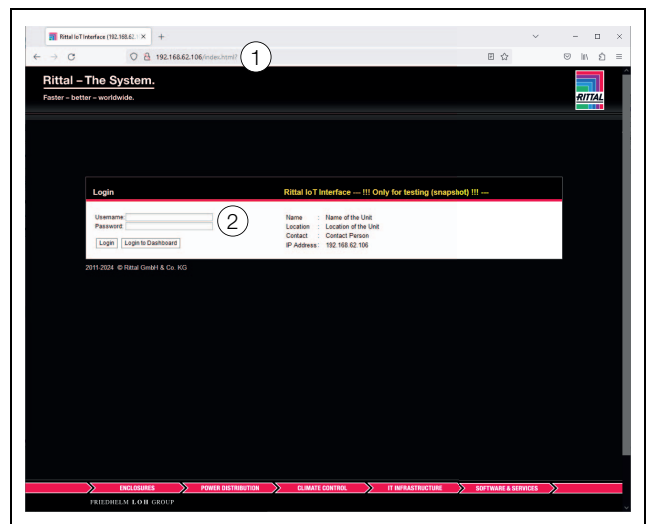 Rittal IoT Interface (192.168.62.1
192.168.62.106/index.html?
1
Rittal – The System.
Faster – better – worldwide.
RITTAL
Login
Rittal IoT Interface --- !!! Only for testing (snapshot) !!! ---
Username:
Password:
2
Login
Login to Dashboard
Name : Name of the Unit
Location : Location of the Unit
Contact : Contact Person
IP Address: 192.168.62.106
2011-2024 © Rittal GmbH & Co. KG
ENCLOSURES
POWER DISTRIBUTION
CLIMATE CONTROL
IT INFRASTRUCTURE
SOFTWARE & SERVICES
FRIEDHELM LOH GROUP